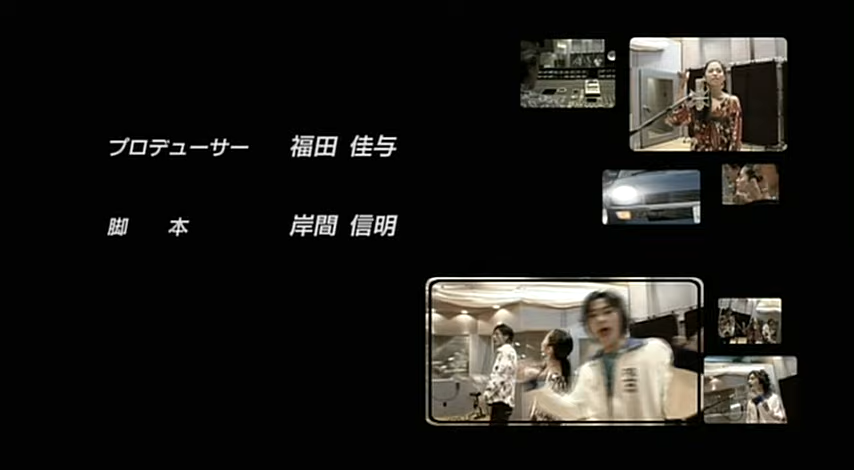 プロデューサー 福田 佳与
脚 本 岸間 信明